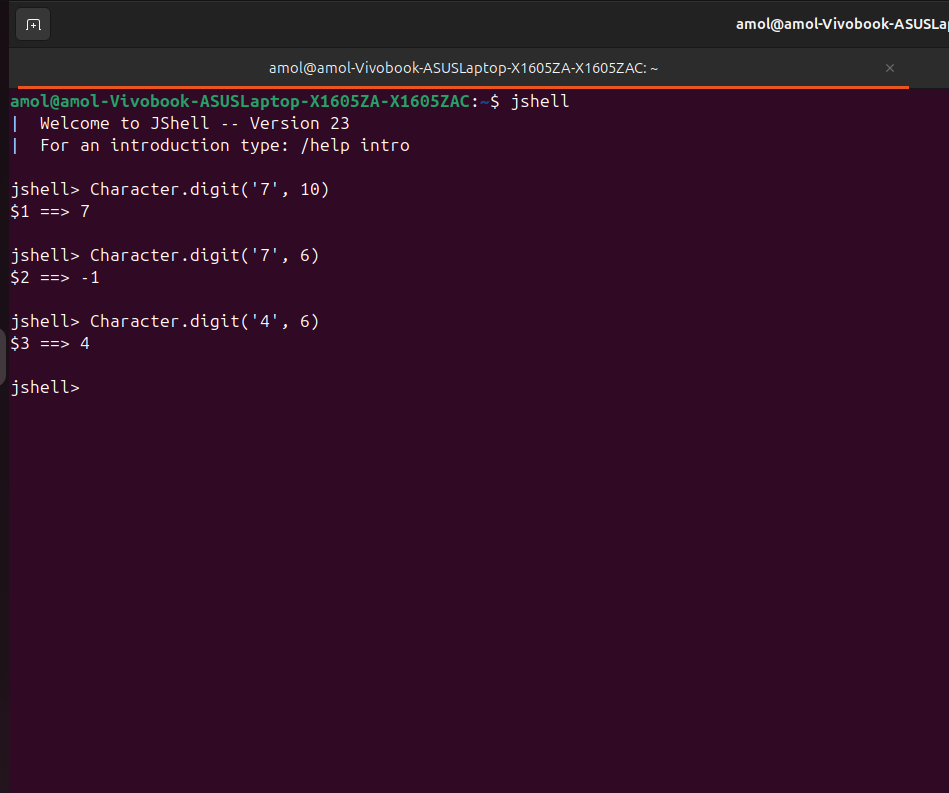 amol@amol-Vivobook-ASUSLa
amol@amol-Vivobook-ASUSLaptop-X1605ZA-X1605ZAC: ~
amol@amol-Vivobook-ASUSLaptop-X1605ZA-X1605ZAC:~$ jshell
|  Welcome to JShell -- Version 23
|  For an introduction type: /help intro
jshell> Character.digit('7', 10)
$1 ==> 7
jshell> Character.digit('7', 6)
$2 ==> -1
jshell> Character.digit('4', 6)
$3 ==> 4
jshell>